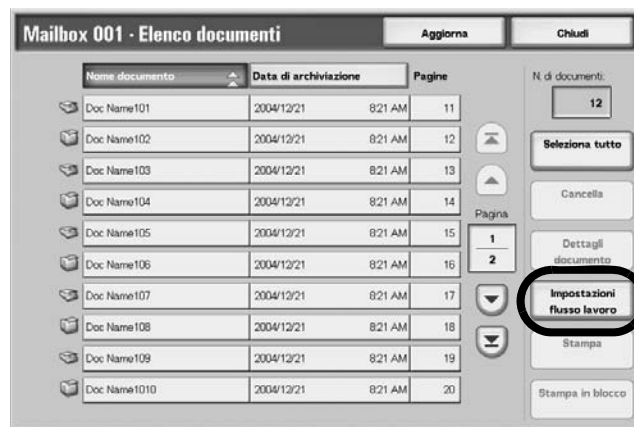 Mailbox 001 - Elenco documenti
Aggiorna
Chiudi
Nome documento
Data di archiviazione
Pagine
N. di documenti:
12
Doc Name101 2004/12/21 8:21 AM 11
Doc Name102 2004/12/21 8:21 AM 12
Doc Name103 2004/12/21 8:21 AM 13
Doc Name104 2004/12/21 8:21 AM 14
Doc Name105 2004/12/21 8:21 AM 15
Doc Name106 2004/12/21 8:21 AM 16
Doc Name107 2004/12/21 8:21 AM 17
Doc Name108 2004/12/21 8:21 AM 18
Doc Name109 2004/12/21 8:21 AM 19
Doc Name1010 2004/12/21 8:21 AM 20
Pagina
1
2
Seleziona tutto
Cancella
Dettagli
documento
Impostazioni
flusso lavoro
Stampa
Stampa in blocco